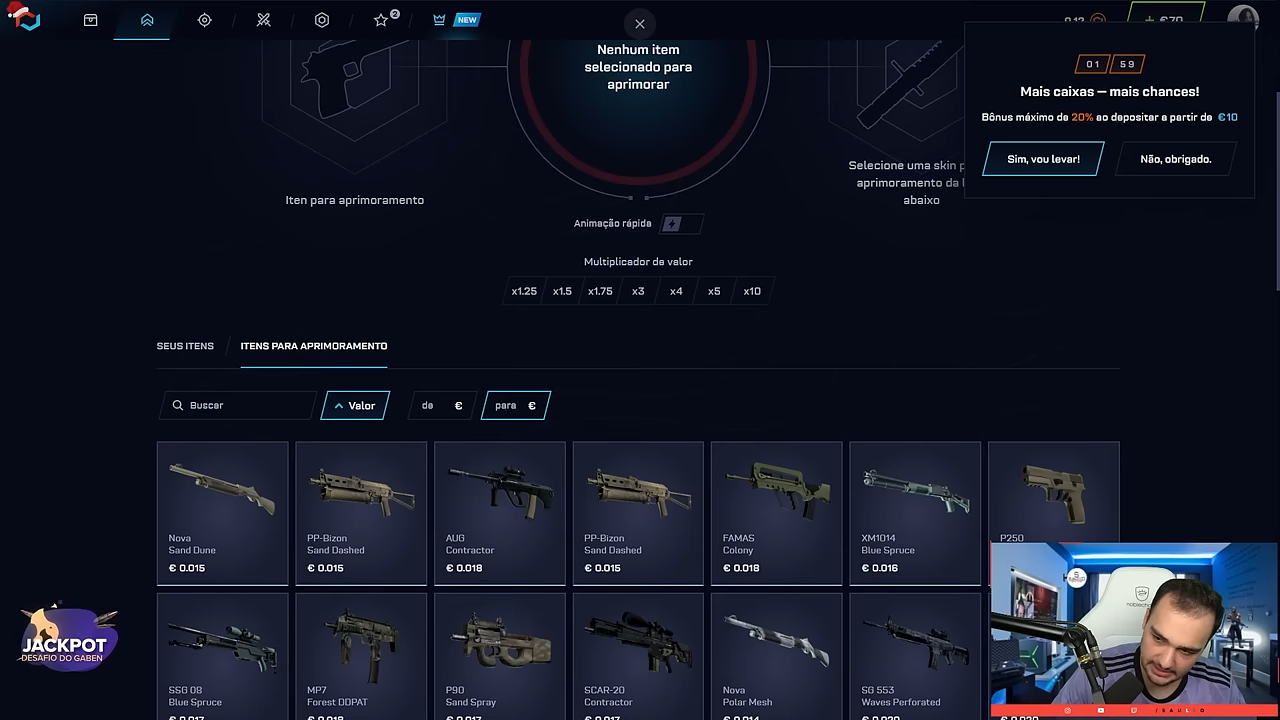 NEW
2
Nenhum item
selecionado para
aprimorar
01 59
Mais caixas — mais chances!
Bônus máximo de 20% ao depositar a partir de €10
Sim, vou levar!
Não, obrigado.
Iten para aprimoramento
Selecione uma skin p
aprimoramento da l
abaixo
Animação rápida
Multiplicador de valor
x1.25 x1.5 x1.75 x3 x4 x5 x10
SEUS ITENS
ITENS PARA APRIMORAMENTO
Buscar
Valor
de €
para €
Nova
Sand Dune
€ 0.015
PP-Bizon
Sand Dashed
€ 0.015
AUG
Contractor
€ 0.018
PP-Bizon
Sand Dashed
€ 0.015
FAMAS
Colony
€ 0.018
XM1014
Blue Spruce
€ 0.016
P250
JACKPOT
DESAFIO DO GABEN
SSG 08
Blue Spruce
MP7
Forest DDPAT
P90
Sand Spray
SCAR-20
Contractor
Nova
Polar Mesh
SG 553
Waves Perforated